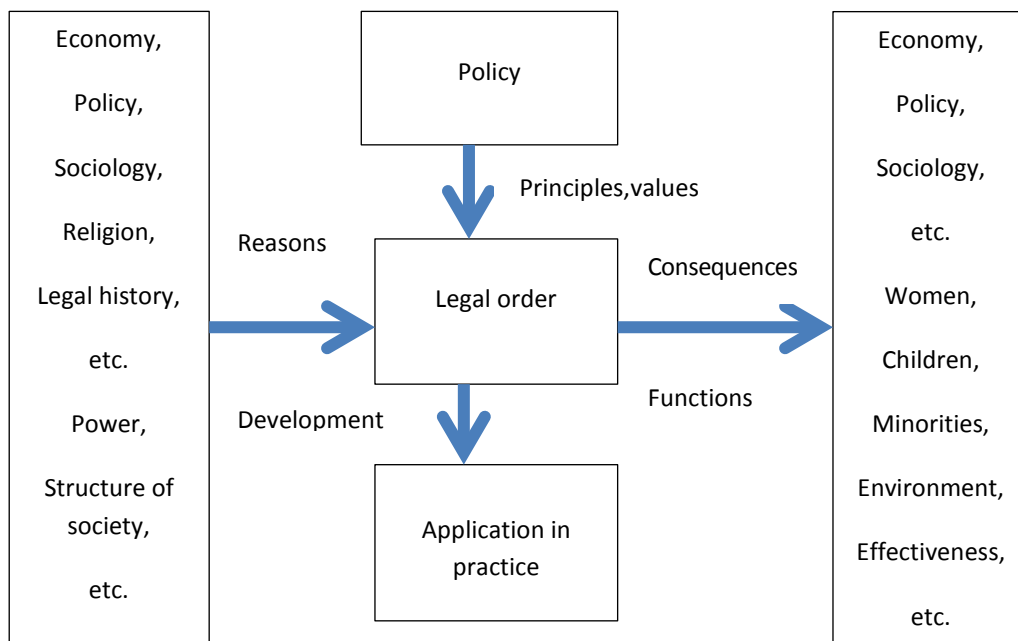 Economy,
Policy,
Sociology,
Religion,
Legal history,
etc.
Power,
Structure of
society,
etc.
Reasons
Development
Policy
Principles,values
Legal order
Application in
practice
Consequences
Functions
Economy,
Policy,
Sociology,
etc.
Women,
Children,
Minorities,
Environment,
Effectiveness,
etc.